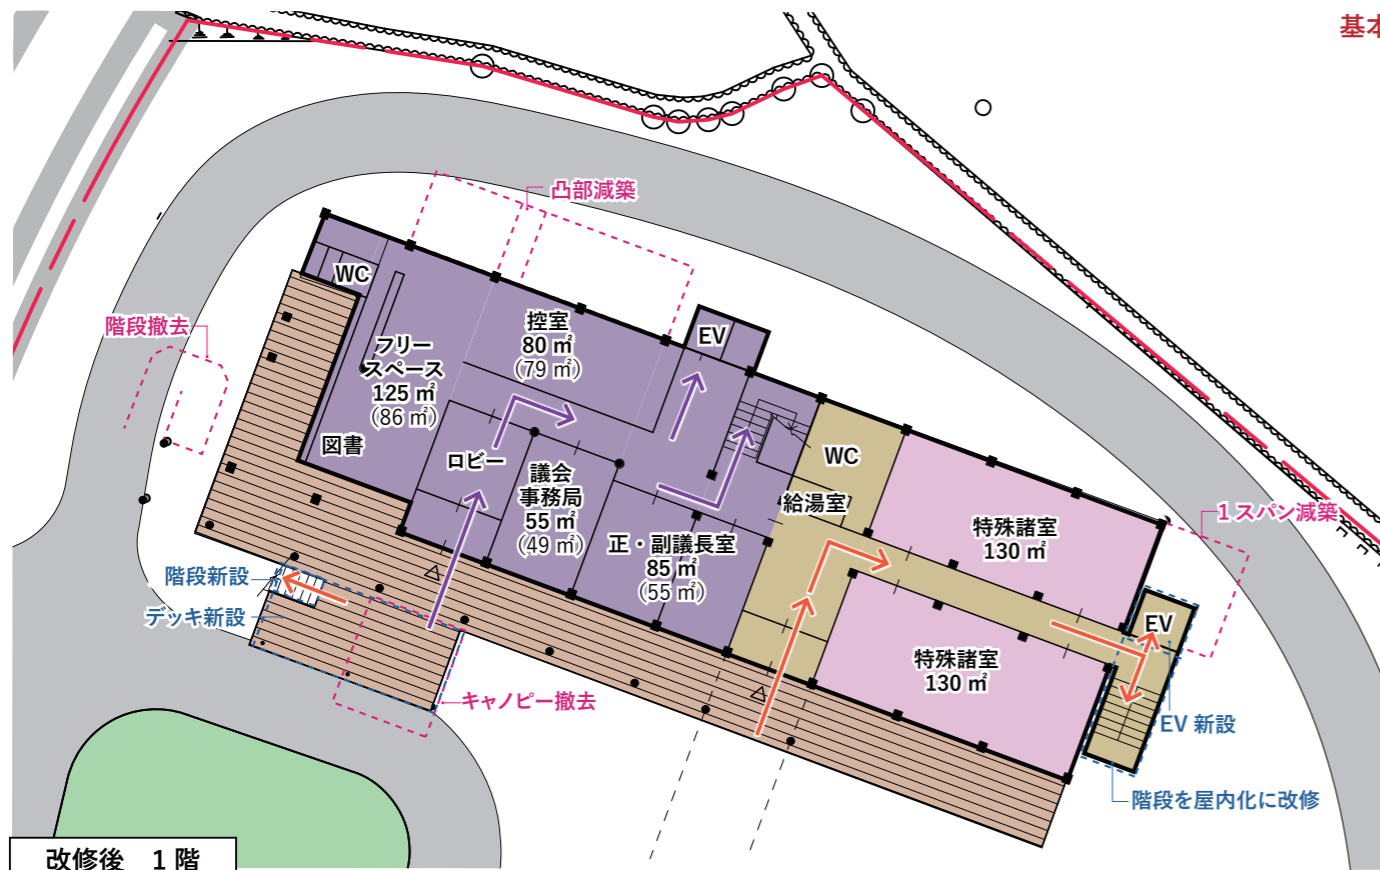 基本
凸部減築
WC
階段撤去
控室
80 ㎡
(79 ㎡)
EV
フリー
スペース
125 ㎡
(86 ㎡)
図書
ロビー
議会
事務局
55 ㎡
(49 ㎡)
正・副議長室
85 ㎡
(55 ㎡)
WC
給湯室
特殊諸室
130 ㎡
1 スパン減築
階段新設
デッキ新設
キャノピー撤去
特殊諸室
130 ㎡
EV
EV 新設
階段を屋内化に改修
改修後 1 階